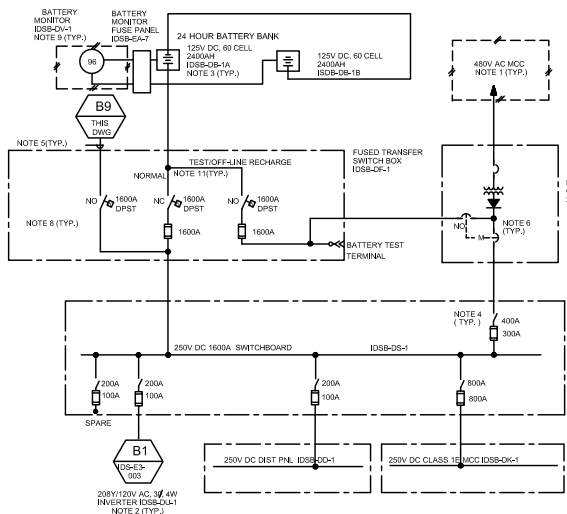 BATTERY
MONITOR
IDSB-DV-1
NOTE 9 (TYP.)
BATTERY
MONITOR
FUSE PANEL
IDSB-EA-7
96
24 HOUR BATTERY BANK
125V DC, 60 CELL
2400AH
IDSB-DB-1A
NOTE 3 (TYP.)
125V DC, 60 CELL
2400AH
ISDB-DB-1B
480V AC MCC
NOTE 1 (TYP.)
B9
THIS
DWG
NOTE 5(TYP.)
TEST/OFF-LINE RECHARGE
NORMAL
NOTE 11(TYP.)
FUSED TRANSFER
SWITCH BOX
IDSB-DF-1
NO
1600A
DPST
NC
1600A
DPST
NO
1600A
DPST
NOTE 8 (TYP.)
1600A
1600A
BATTERY TEST
TERMINAL
NO
M
NOTE 6
(TYP.)
NOTE 4
( TYP.)
400A
300A
250V DC 1600A SWITCHBOARD
IDSB-DS-1
200A
100A
200A
100A
200A
100A
800A
800A
SPARE
B1
IDS-E3-
003
250V DC DIST PNL IDSB-DD-1
250V DC CLASS 1E MCC IDSB-DK-1
208Y/120V AC, 3Ø, 4W
INVERTER IDSB-DU-1
NOTE 2 (TYP.)